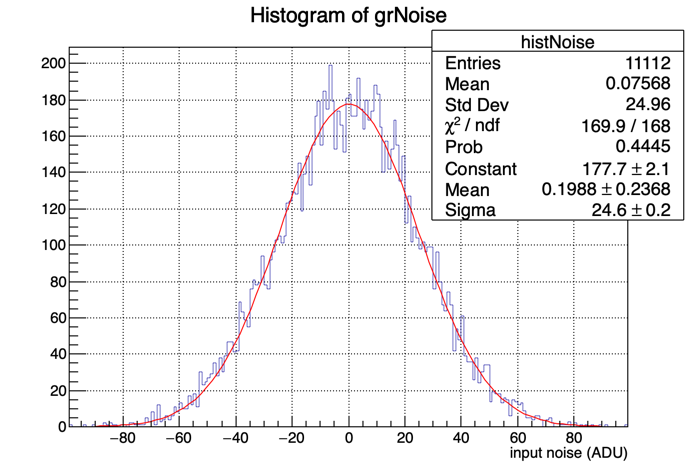 Histogram of grNoise
histNoise
Entries 11112
Mean 0.07568
Std Dev 24.96
χ² / ndf 169.9 / 168
Prob 0.4445
Constant 177.7 ± 2.1
Mean 0.1988 ± 0.2368
Sigma 24.6 ± 0.2
200
180
160
140
120
100
80
60
40
20
0
−80 −60 −40 −20 0 20 40 60 80
input noise (ADU)